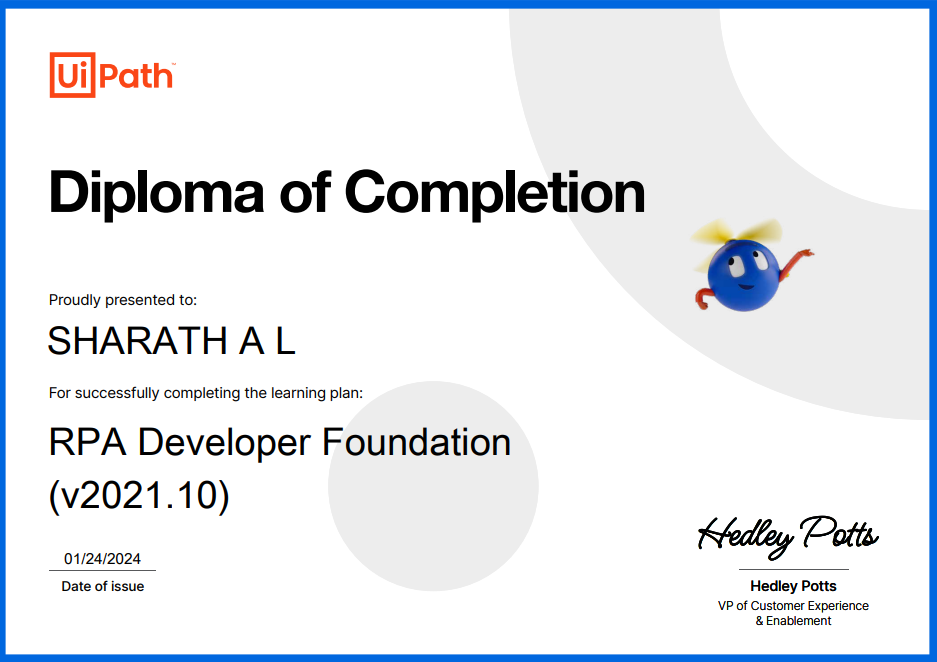 UiPath™
Diploma of Completion
Proudly presented to:
SHARATH A L
For successfully completing the learning plan:
RPA Developer Foundation
(v2021.10)
01/24/2024
Date of issue
Hedley Potts
Hedley Potts
VP of Customer Experience
& Enablement